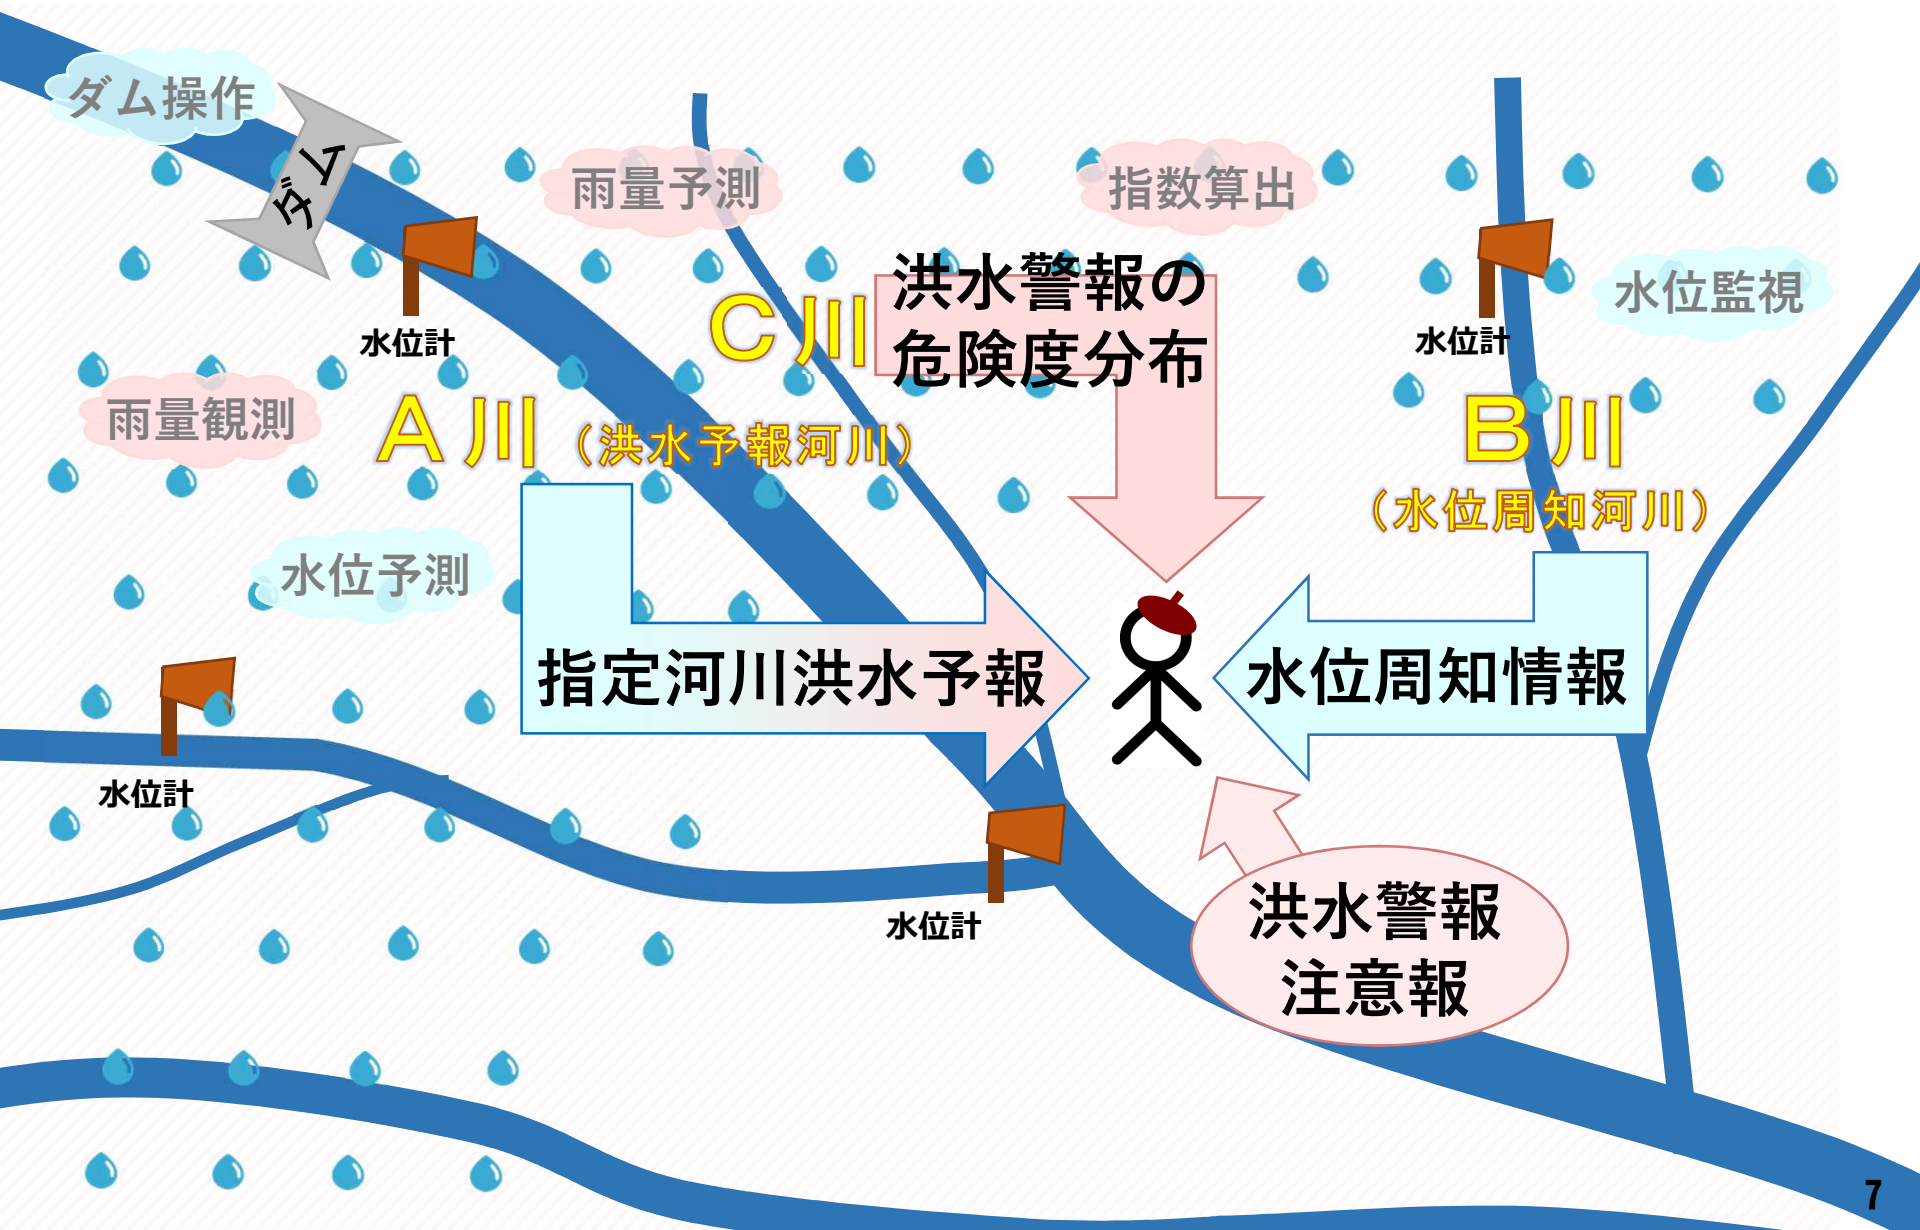 ダム操作
ダム
雨量予測
指数算出
水位計
C川
洪水警報の
危険度分布
水位計
水位監視
雨量観測
A川（洪水予報河川）
B川
（水位周知河川）
水位予測
指定河川洪水予報
水位周知情報
水位計
水位計
洪水警報
注意報
7